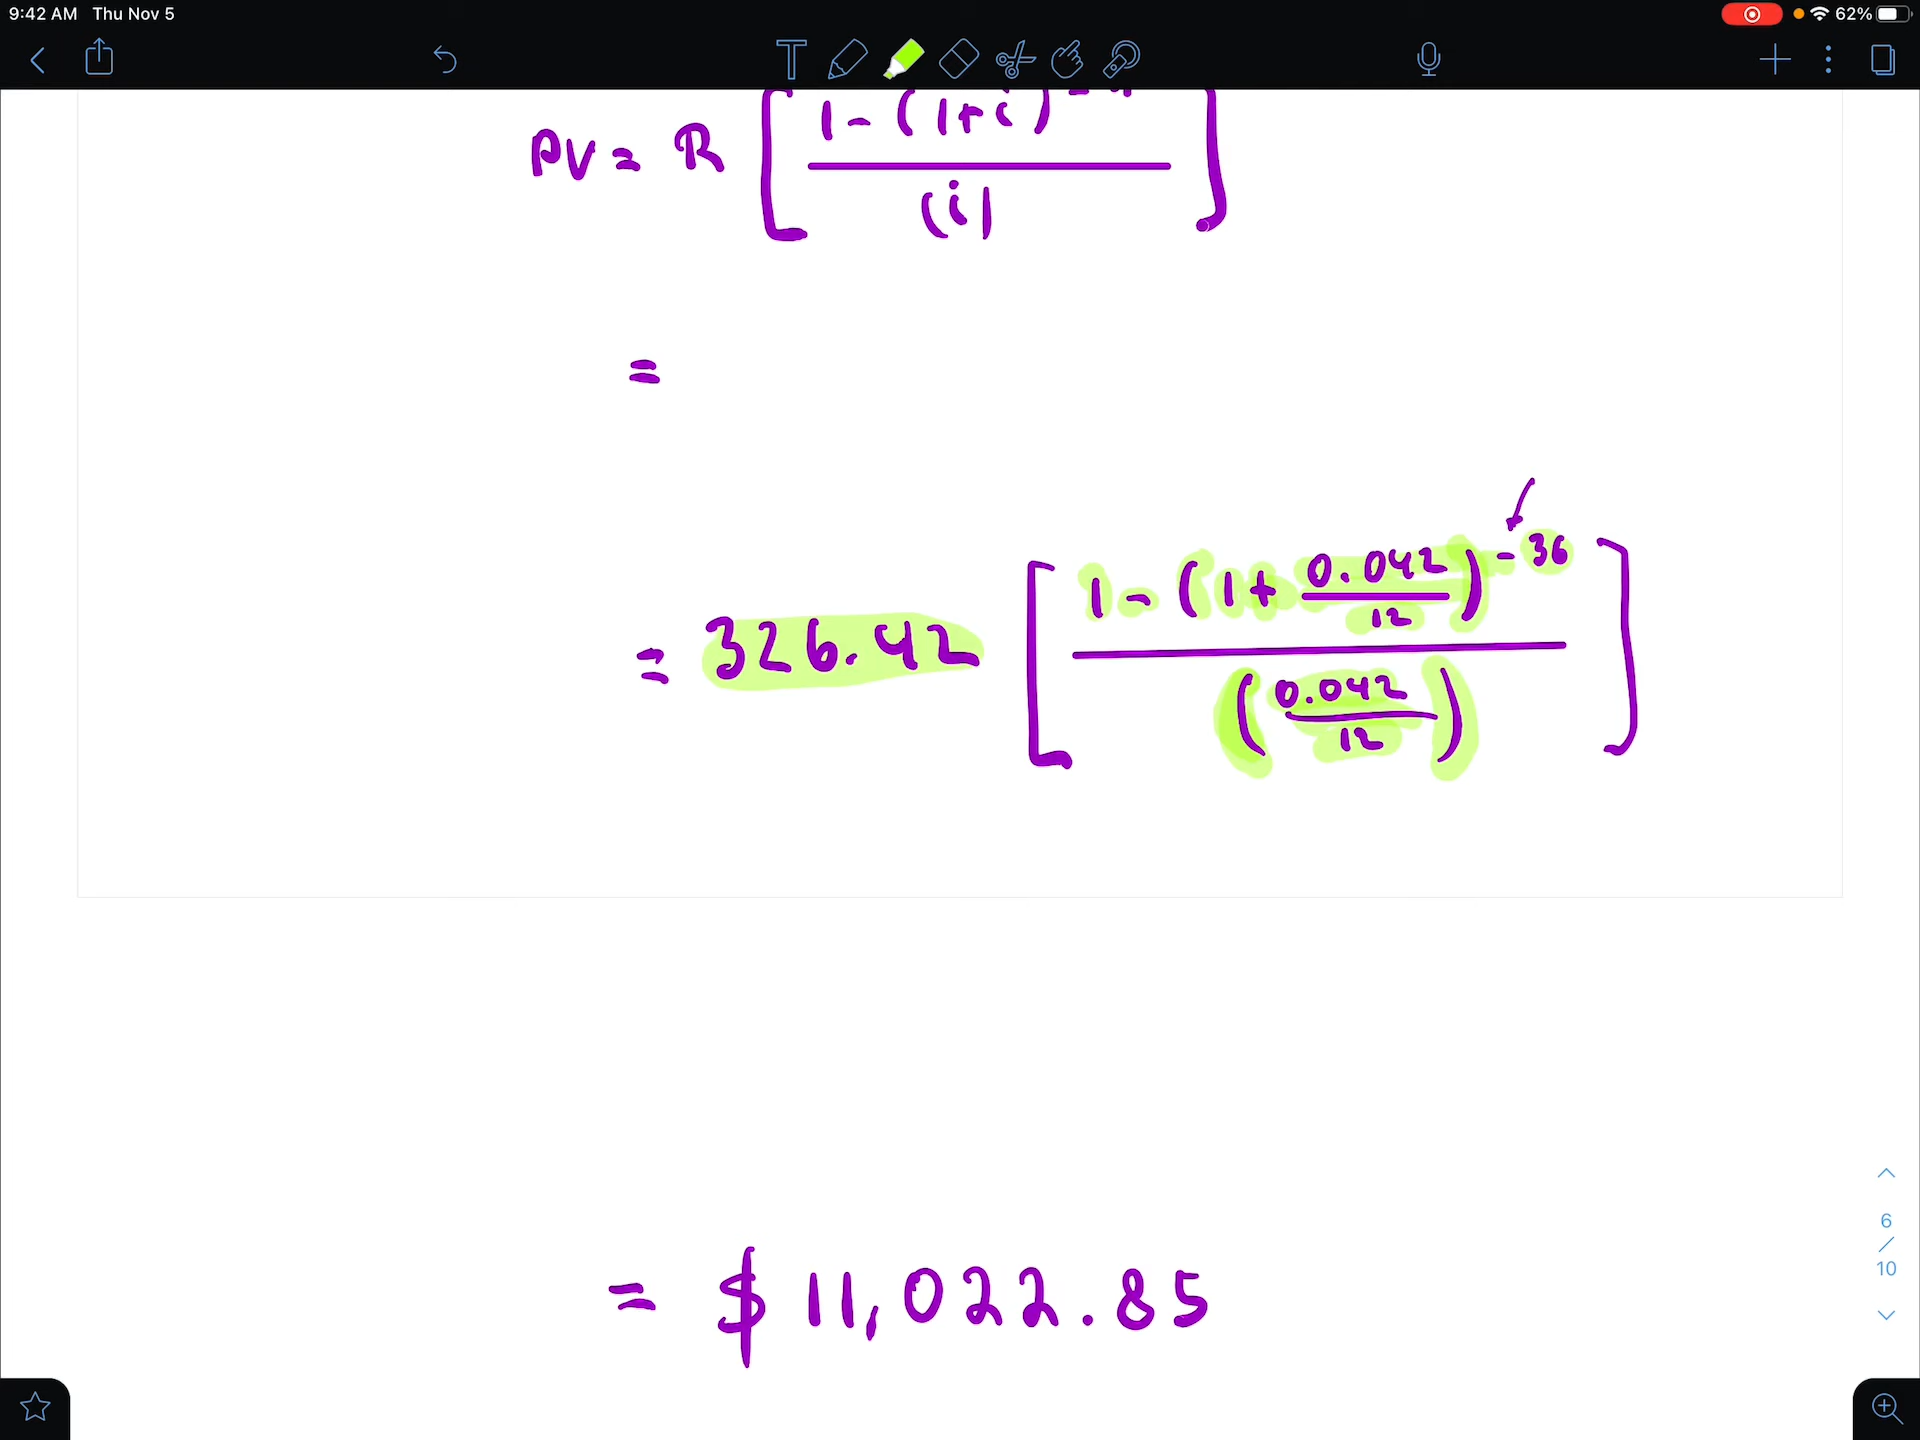 9:42 AM Thu Nov 5 62%
PV = R [ 1 - (1+i)^-n / (i) ]
=
= 326.42 [ 1 - (1 + 0.042/12)^-36 / (0.042/12) ]
6
/
10
= $ 11,022.85